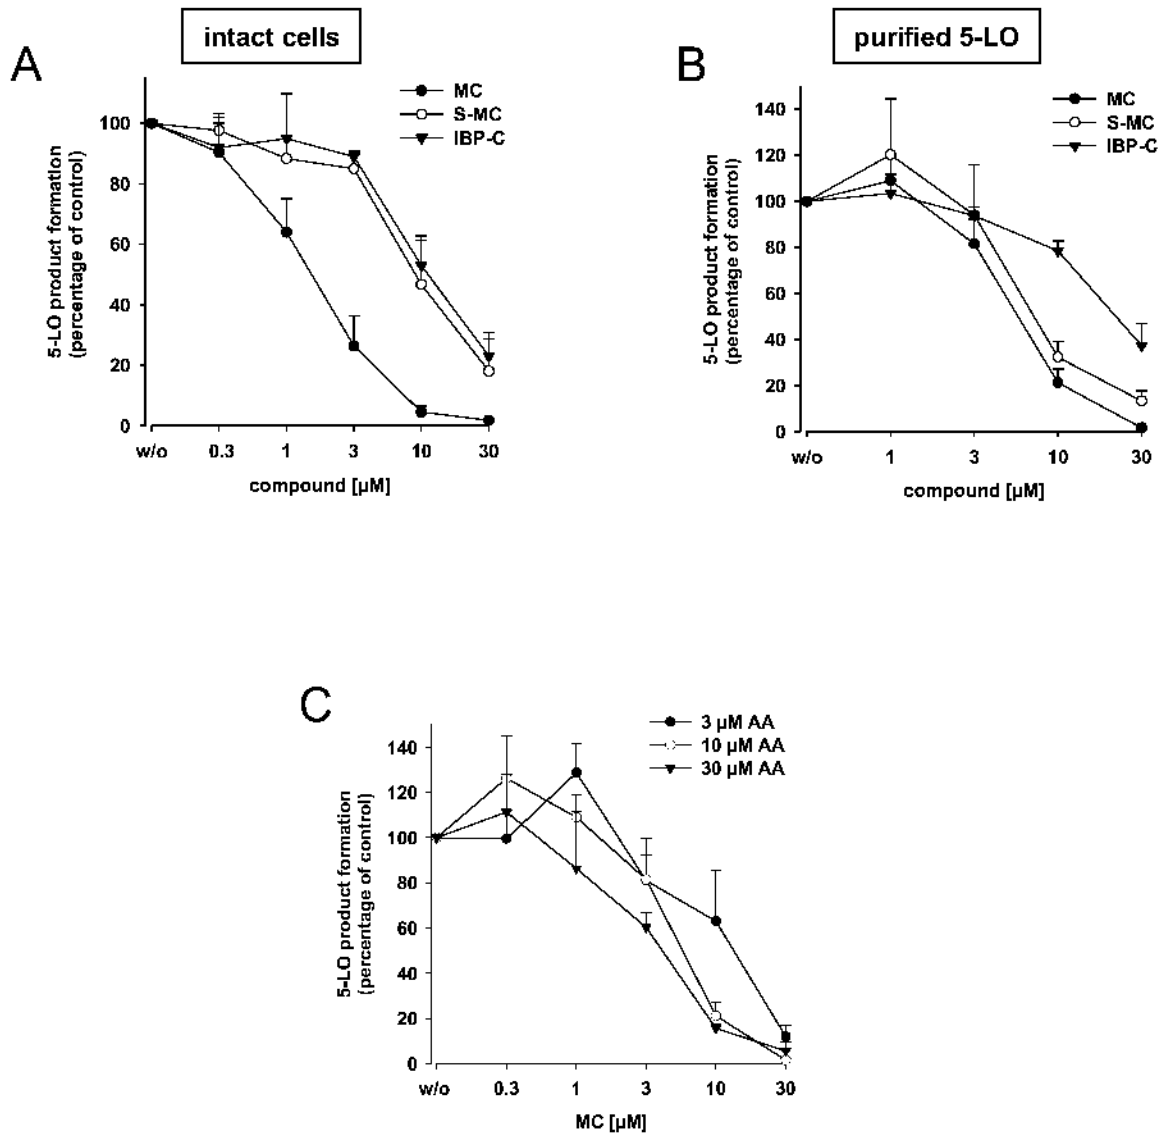 A
intact cells
MC
S-MC
IBP-C
5-LO product formation
(percentage of control)
100
80
60
40
20
0
w/o 0.3 1 3 10 30
compound [µM]
B
purified 5-LO
MC
S-MC
IBP-C
5-LO product formation
(percentage of control)
140
120
100
80
60
40
20
0
w/o 1 3 10 30
compound [µM]
C
3 µM AA
10 µM AA
30 µM AA
5-LO product formation
(percentage of control)
140
120
100
80
60
40
20
0
w/o 0.3 1 3 10 30
MC [µM]